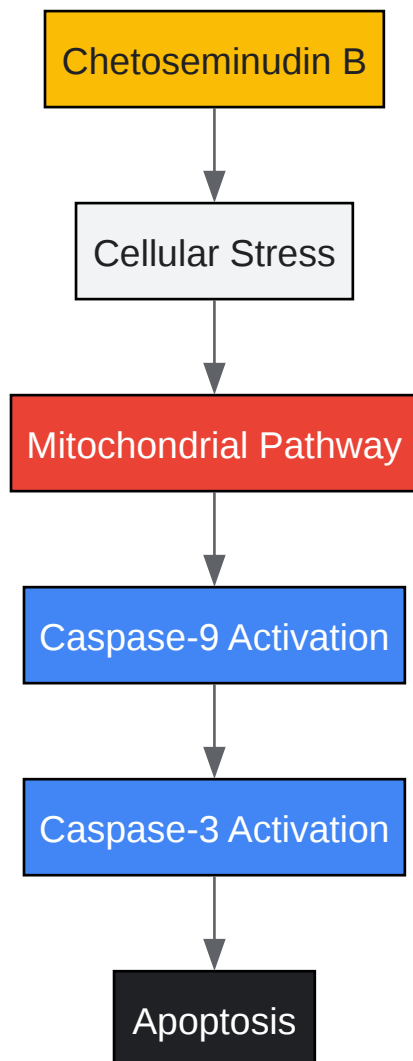 Chetoseminudin B
Cellular Stress
Mitochondrial Pathway
Caspase-9 Activation
Caspase-3 Activation
Apoptosis